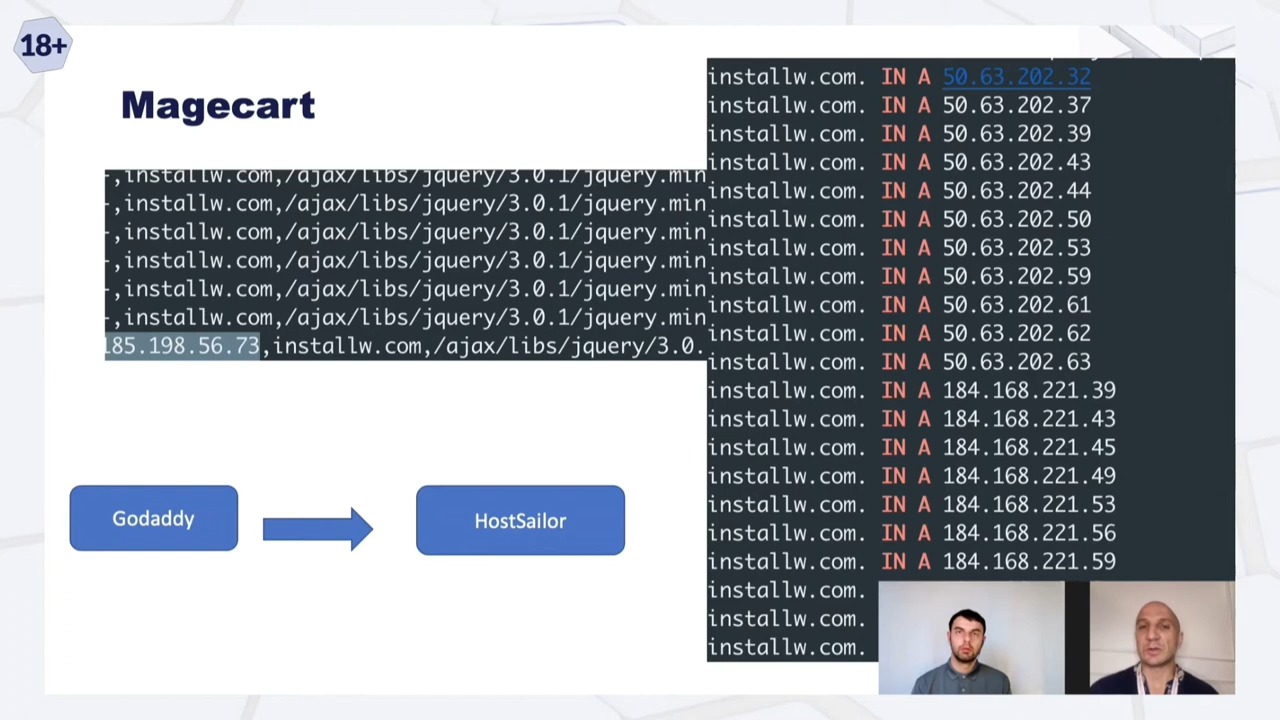 18+
Magecart
-,installw.com,/ajax/libs/jquery/3.0.1/jquery.min
-,installw.com,/ajax/libs/jquery/3.0.1/jquery.min
-,installw.com,/ajax/libs/jquery/3.0.1/jquery.min
-,installw.com,/ajax/libs/jquery/3.0.1/jquery.min
-,installw.com,/ajax/libs/jquery/3.0.1/jquery.min
-,installw.com,/ajax/libs/jquery/3.0.1/jquery.min
185.198.56.73,installw.com,/ajax/libs/jquery/3.0.
Godaddy
HostSailor
installw.com. IN A 50.63.202.32
installw.com. IN A 50.63.202.37
installw.com. IN A 50.63.202.39
installw.com. IN A 50.63.202.43
installw.com. IN A 50.63.202.44
installw.com. IN A 50.63.202.50
installw.com. IN A 50.63.202.53
installw.com. IN A 50.63.202.59
installw.com. IN A 50.63.202.61
installw.com. IN A 50.63.202.62
installw.com. IN A 50.63.202.63
installw.com. IN A 184.168.221.39
installw.com. IN A 184.168.221.43
installw.com. IN A 184.168.221.45
installw.com. IN A 184.168.221.49
installw.com. IN A 184.168.221.53
installw.com. IN A 184.168.221.56
installw.com. IN A 184.168.221.59
installw.com.
installw.com.
installw.com.